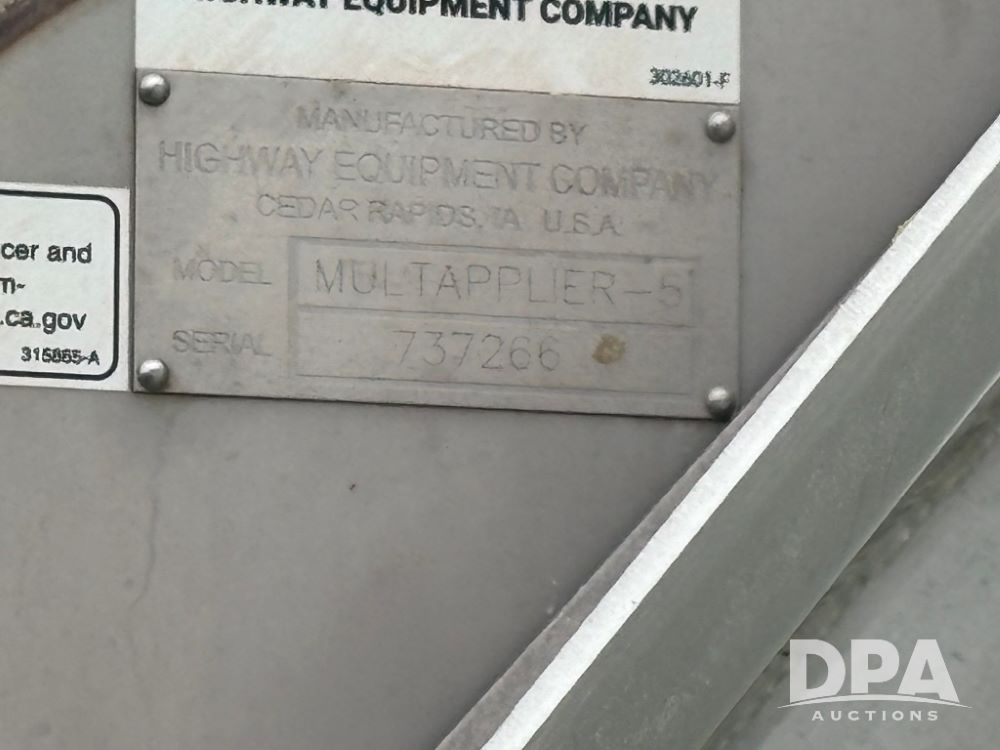 HIGHWAY EQUIPMENT COMPANY
302601-F
MANUFACTURED BY
HIGHWAY EQUIPMENT COMPANY
CEDAR RAPIDS, IA U.S.A.
MODEL MULTAPPLIER-5
SERIAL 737266
cer and
m-
.ca.gov
315865-A
DPA
AUCTIONS